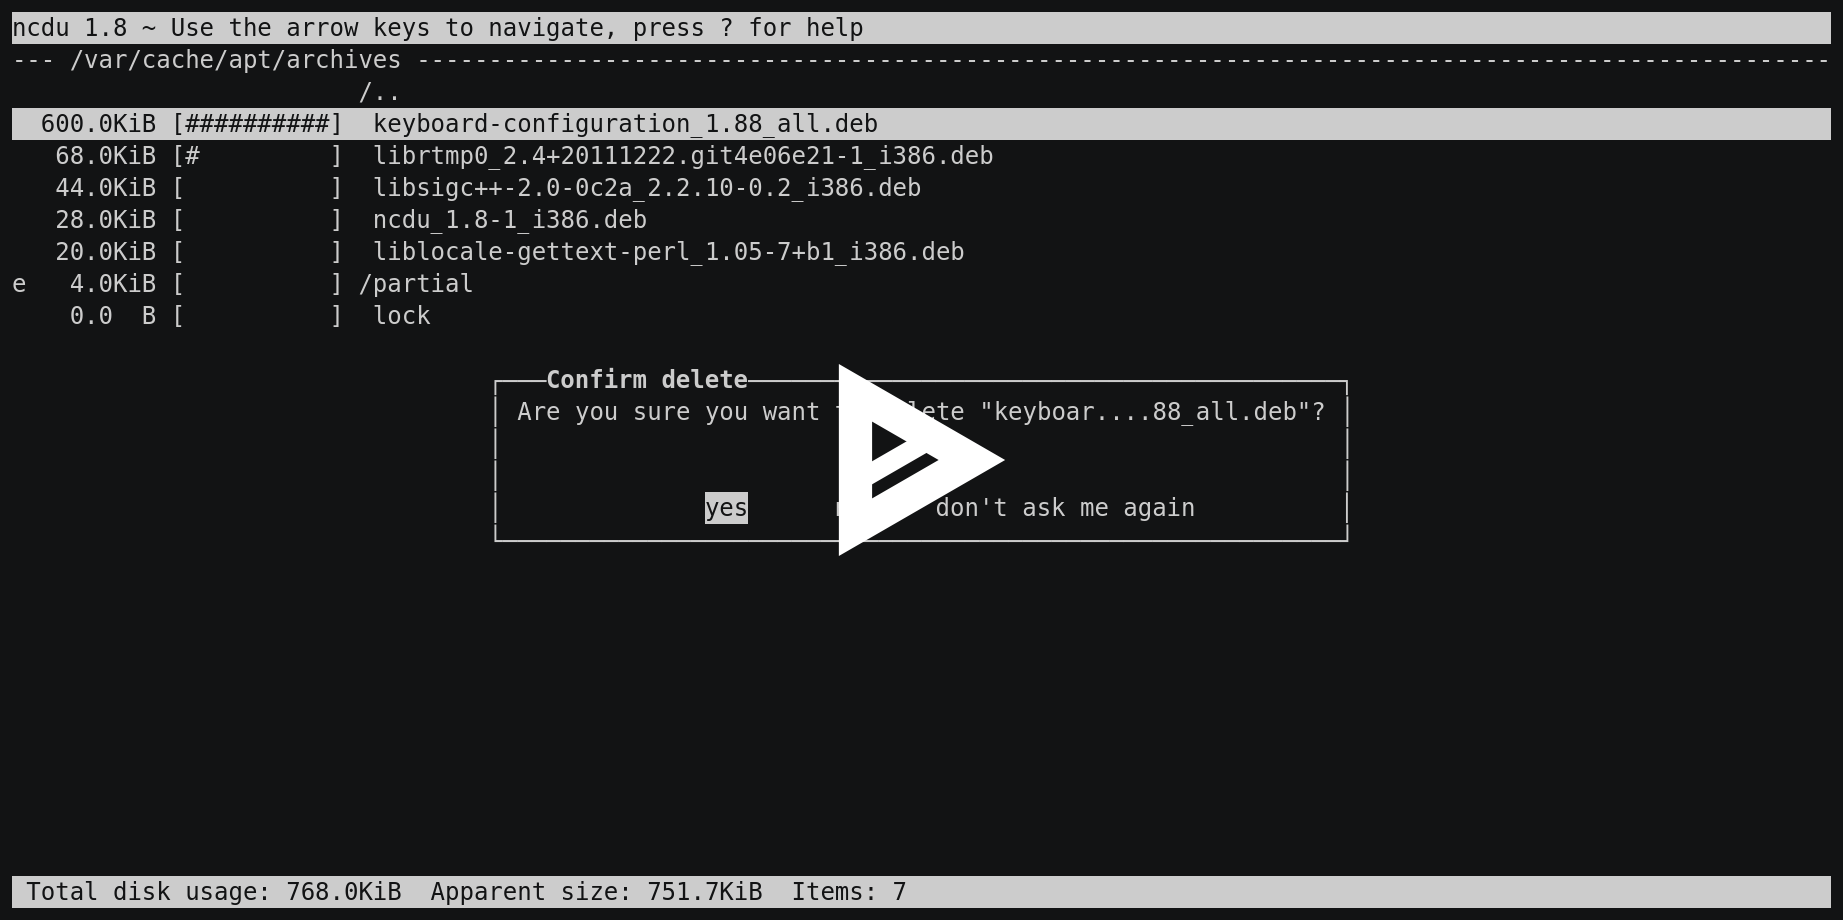 ncdu 1.8 ~ Use the arrow keys to navigate, press ? for help
--- /var/cache/apt/archives --------------------------------------------------------------------------------------------------
/..
600.0KiB [##########]  keyboard-configuration_1.88_all.deb
68.0KiB [#         ]  librtmp0_2.4+20111222.git4e06e21-1_i386.deb
44.0KiB [          ]  libsigc++-2.0-0c2a_2.2.10-0.2_i386.deb
28.0KiB [          ]  ncdu_1.8-1_i386.deb
20.0KiB [          ]  liblocale-gettext-perl_1.05-7+b1_i386.deb
e   4.0KiB [          ] /partial
0.0  B [          ]  lock
Confirm delete
Are you sure you want "keyboar....88_all.deb"?
yes don't ask me again
Total disk usage: 768.0KiB  Apparent size: 751.7KiB  Items: 7